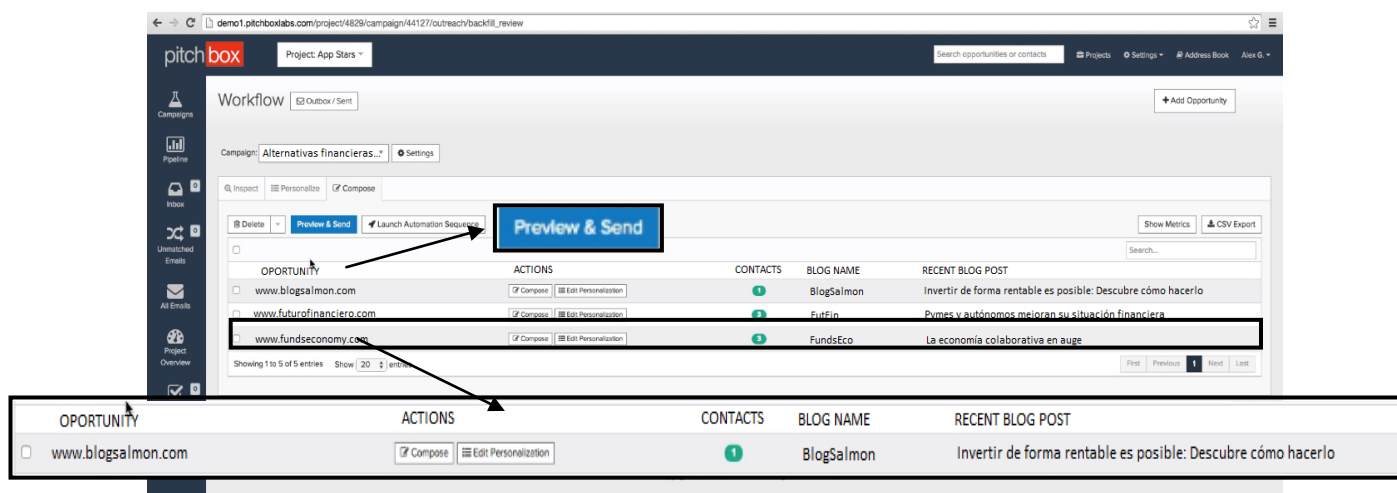 demo1.pitchboxlabs.com/project/4829/campaign/44127/outreach/backfill_review
pitchbox Project: App Stars Search opportunities or contacts Projects Settings Address Book Alex G.
Campaigns
Pipeline
0
Inbox
0
Unmatched
Emails
All Emails
Project
Overview
0
Workflow Outbox / Sent + Add Opportunity
Campaign: Alternativas financieras... Settings
Inspect Personalize Compose
Delete Preview & Send Launch Automation Sequence Preview & Send Show Metrics CSV Export
Search...
OPORTUNITY ACTIONS CONTACTS BLOG NAME RECENT BLOG POST
www.blogsalmon.com Compose Edit Personalization 1 BlogSalmon Invertir de forma rentable es posible: Descubre cómo hacerlo
www.futurofinanciero.com Compose Edit Personalization 3 FutFin Pymes y autónomos mejoran su situación financiera
www.fundseconomy.com Compose Edit Personalization 3 FundsEco La economía colaborativa en auge
Showing 1 to 5 of 5 entries Show 20 entries First Previous 1 Next Last
OPORTUNITY ACTIONS CONTACTS BLOG NAME RECENT BLOG POST
www.blogsalmon.com Compose Edit Personalization 1 BlogSalmon Invertir de forma rentable es posible: Descubre cómo hacerlo